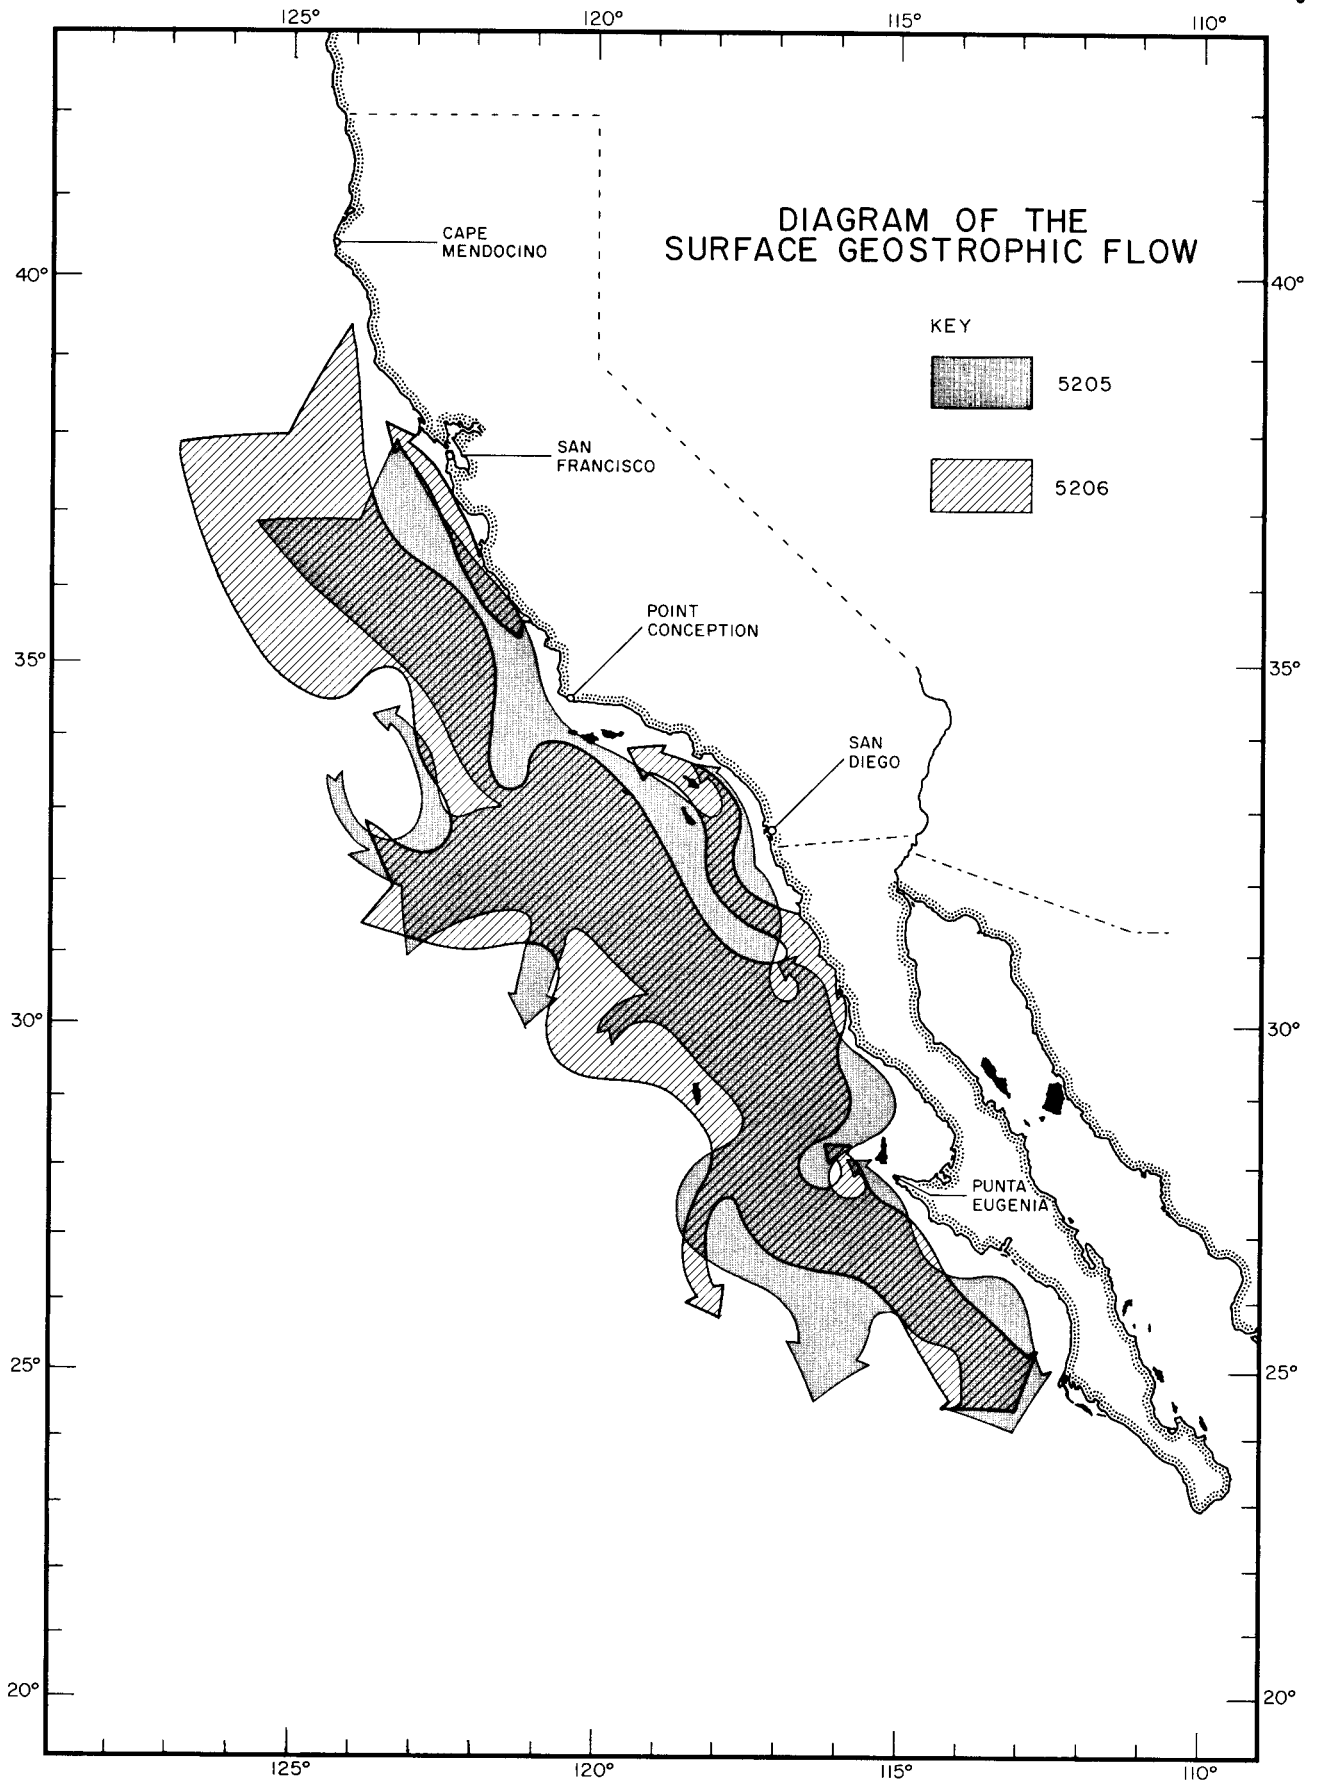 125°
120°
115°
110°
CAPE
MENDOCINO
DIAGRAM OF THE
SURFACE GEOSTROPHIC FLOW
40°
40°
KEY
5205
SAN
FRANCISCO
5206
POINT
CONCEPTION
35°
35°
SAN
DIEGO
30°
30°
PUNTA
EUGENIA
25°
25°
20°
20°
125°
120°
115°
110°